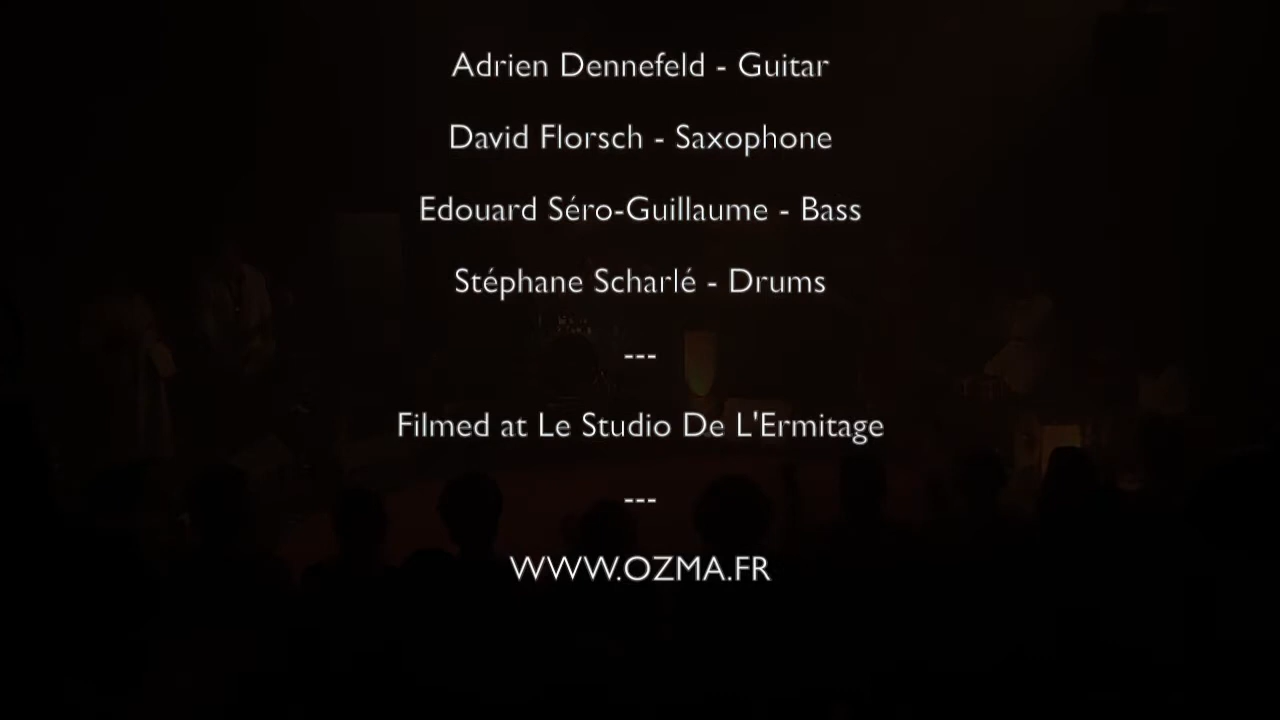 Adrien Dennefeld - Guitar
David Florsch - Saxophone
Edouard Séro-Guillaume - Bass
Stéphane Scharlé - Drums
---
Filmed at Le Studio De L'Ermitage
---
WWW.OZMA.FR